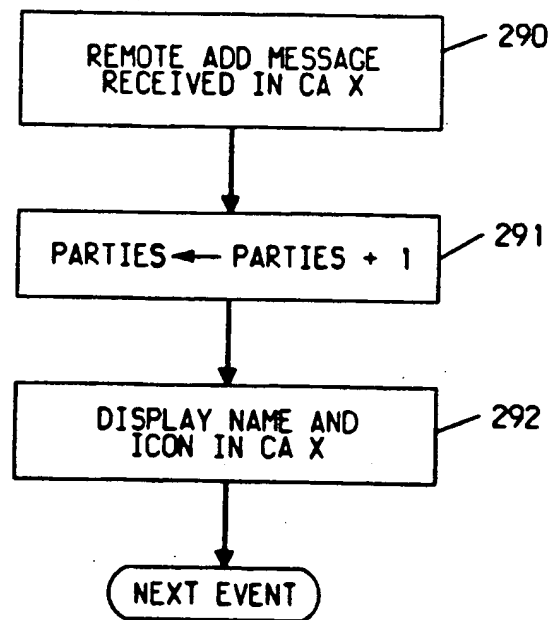 REMOTE ADD MESSAGE
RECEIVED IN CA X
290
PARTIES ← PARTIES + 1
291
DISPLAY NAME AND
ICON IN CA X
292
NEXT EVENT